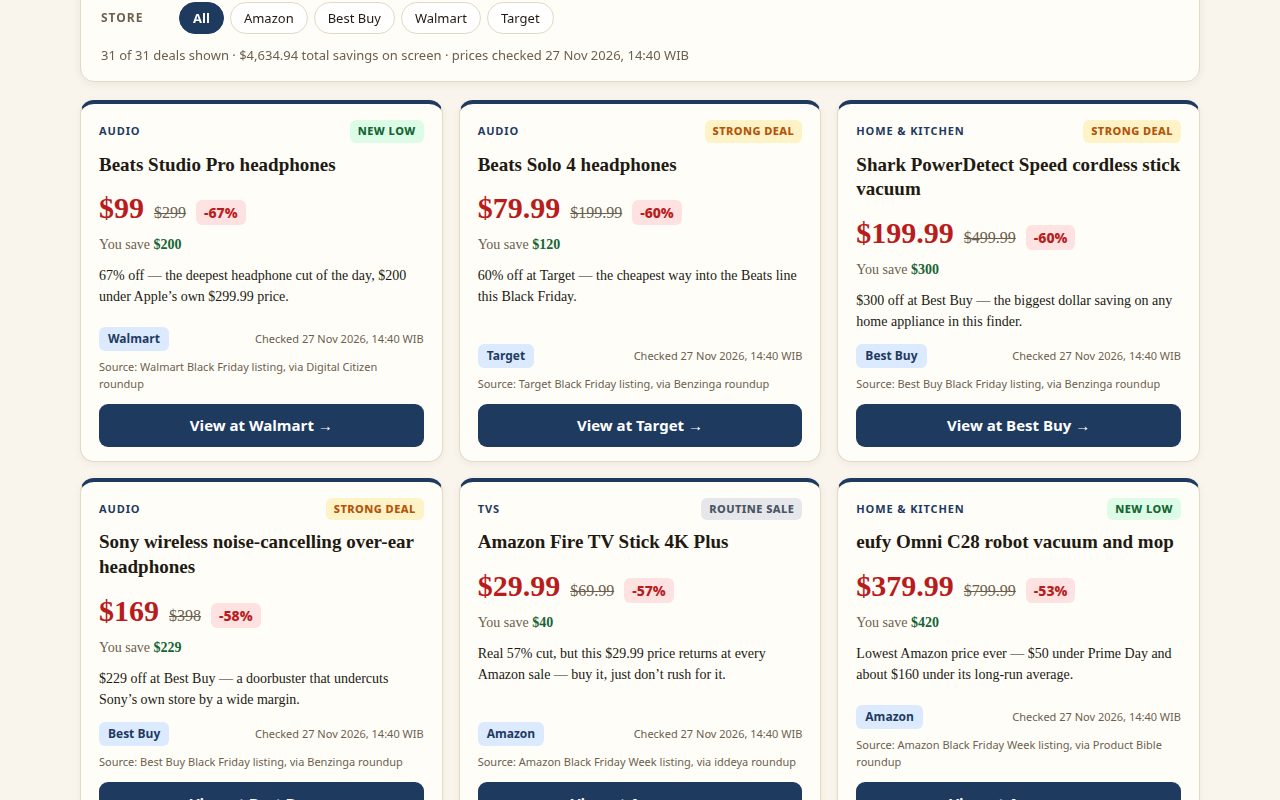 STORE
All
Amazon
Best Buy
Walmart
Target
31 of 31 deals shown · $4,634.94 total savings on screen · prices checked 27 Nov 2026, 14:40 WIB
AUDIO
NEW LOW
Beats Studio Pro headphones
$99 $299 -67%
You save $200
67% off — the deepest headphone cut of the day, $200
under Apple’s own $299.99 price.
Walmart
Checked 27 Nov 2026, 14:40 WIB
Source: Walmart Black Friday listing, via Digital Citizen
roundup
View at Walmart →
AUDIO
STRONG DEAL
Beats Solo 4 headphones
$79.99 $199.99 -60%
You save $120
60% off at Target — the cheapest way into the Beats line
this Black Friday.
Target
Checked 27 Nov 2026, 14:40 WIB
Source: Target Black Friday listing, via Benzinga roundup
View at Target →
HOME & KITCHEN
STRONG DEAL
Shark PowerDetect Speed cordless stick
vacuum
$199.99 $499.99 -60%
You save $300
$300 off at Best Buy — the biggest dollar saving on any
home appliance in this finder.
Best Buy
Checked 27 Nov 2026, 14:40 WIB
Source: Best Buy Black Friday listing, via Benzinga roundup
View at Best Buy →
AUDIO
STRONG DEAL
Sony wireless noise-cancelling over-ear
headphones
$169 $398 -58%
You save $229
$229 off at Best Buy — a doorbuster that undercuts
Sony’s own store by a wide margin.
Best Buy
Checked 27 Nov 2026, 14:40 WIB
Source: Best Buy Black Friday listing, via Benzinga roundup
TVS
ROUTINE SALE
Amazon Fire TV Stick 4K Plus
$29.99 $69.99 -57%
You save $40
Real 57% cut, but this $29.99 price returns at every
Amazon sale — buy it, just don’t rush for it.
Amazon
Checked 27 Nov 2026, 14:40 WIB
Source: Amazon Black Friday Week listing, via iddeya roundup
HOME & KITCHEN
NEW LOW
eufy Omni C28 robot vacuum and mop
$379.99 $799.99 -53%
You save $420
Lowest Amazon price ever — $50 under Prime Day and
about $160 under its long-run average.
Amazon
Checked 27 Nov 2026, 14:40 WIB
Source: Amazon Black Friday Week listing, via Product Bible
roundup